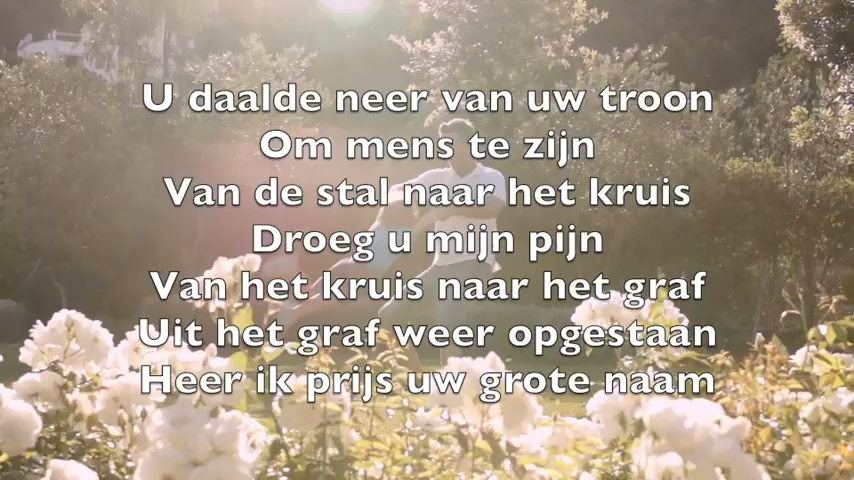 U daalde neer van uw troon
Om mens te zijn
Van de stal naar het kruis
Droeg u mijn pijn
Van het kruis naar het graf
Uit het graf weer opgestaan
Heer ik prijs uw grote naam